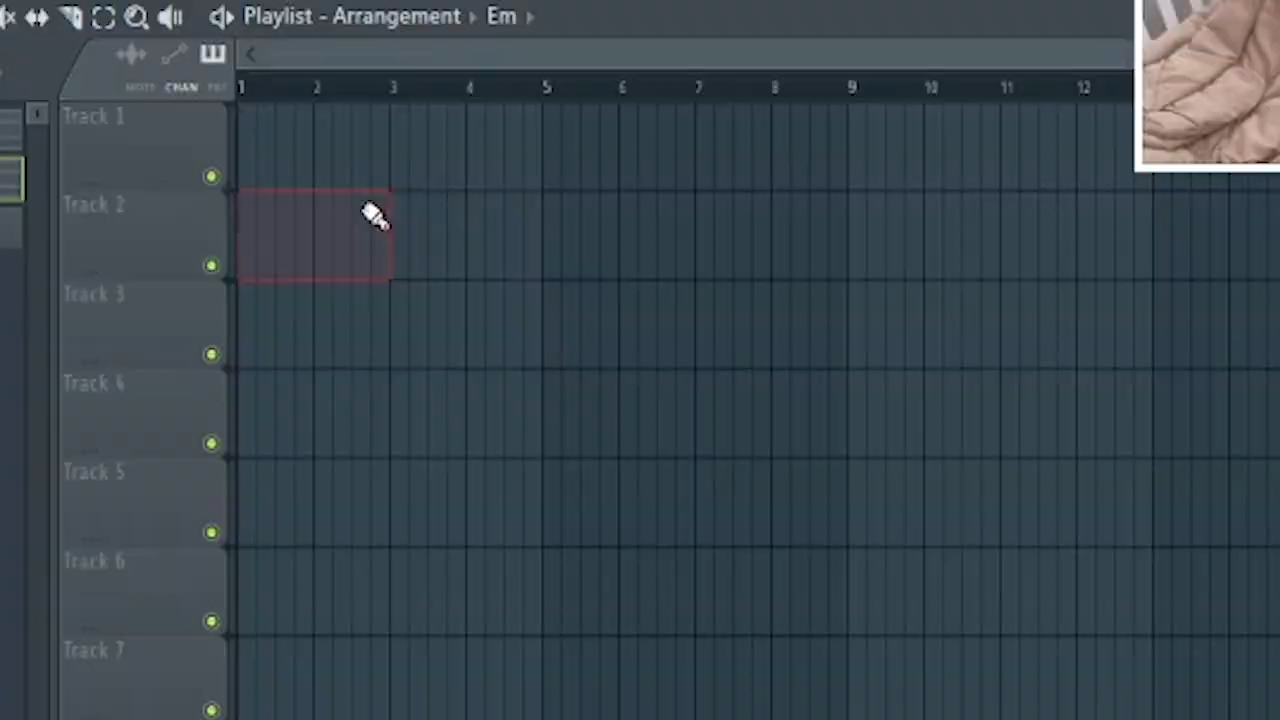 Playlist - Arrangement › Em ›
NOTE CHAN PAT
1 2 3 4 5 6 7 8 9 10 11 12
Track 1
Track 2
Track 3
Track 4
Track 5
Track 6
Track 7